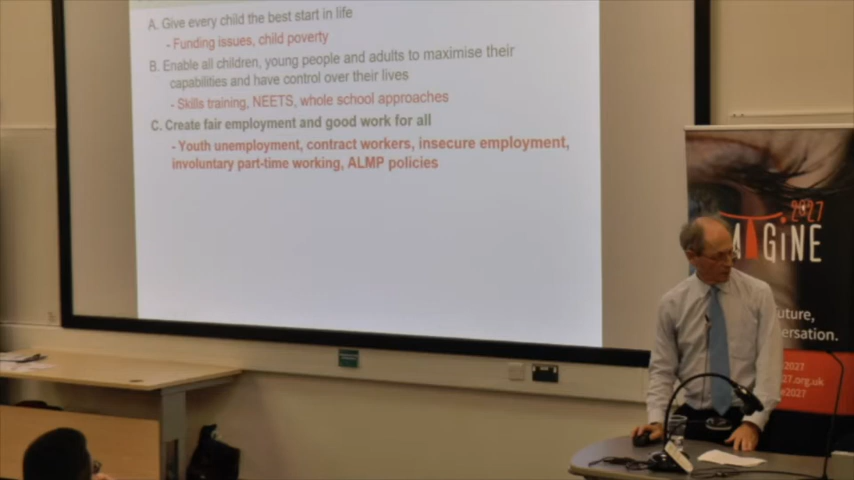 A. Give every child the best start in life
- Funding issues, child poverty
B. Enable all children, young people and adults to maximise their
capabilities and have control over their lives
- Skills training, NEETS, whole school approaches
C. Create fair employment and good work for all
- Youth unemployment, contract workers, insecure employment,
involuntary part-time working, ALMP policies
2027
AGiNE
uture,
ersation.
2027
27.org.uk
2027